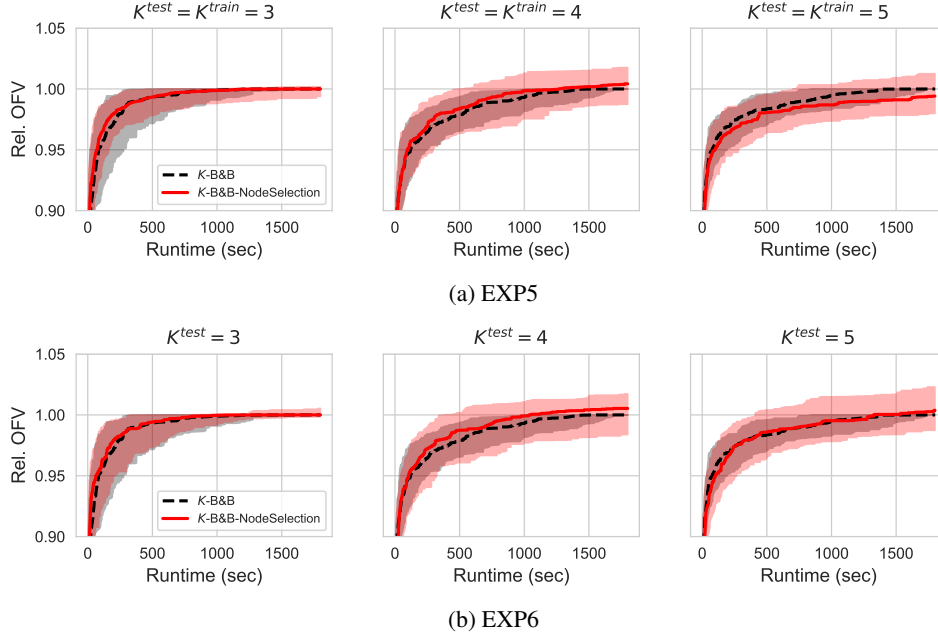 K^test = K^train = 3
K^test = K^train = 4
K^test = K^train = 5
1.05
1.00
0.95
0.90
Rel. OFV
K-B&B
K-B&B-NodeSelection
0 500 1000 1500
0 500 1000 1500
0 500 1000 1500
Runtime (sec)
Runtime (sec)
Runtime (sec)
(a) EXP5
K^test = 3
K^test = 4
K^test = 5
1.05
1.00
0.95
0.90
Rel. OFV
K-B&B
K-B&B-NodeSelection
0 500 1000 1500
0 500 1000 1500
0 500 1000 1500
Runtime (sec)
Runtime (sec)
Runtime (sec)
(b) EXP6